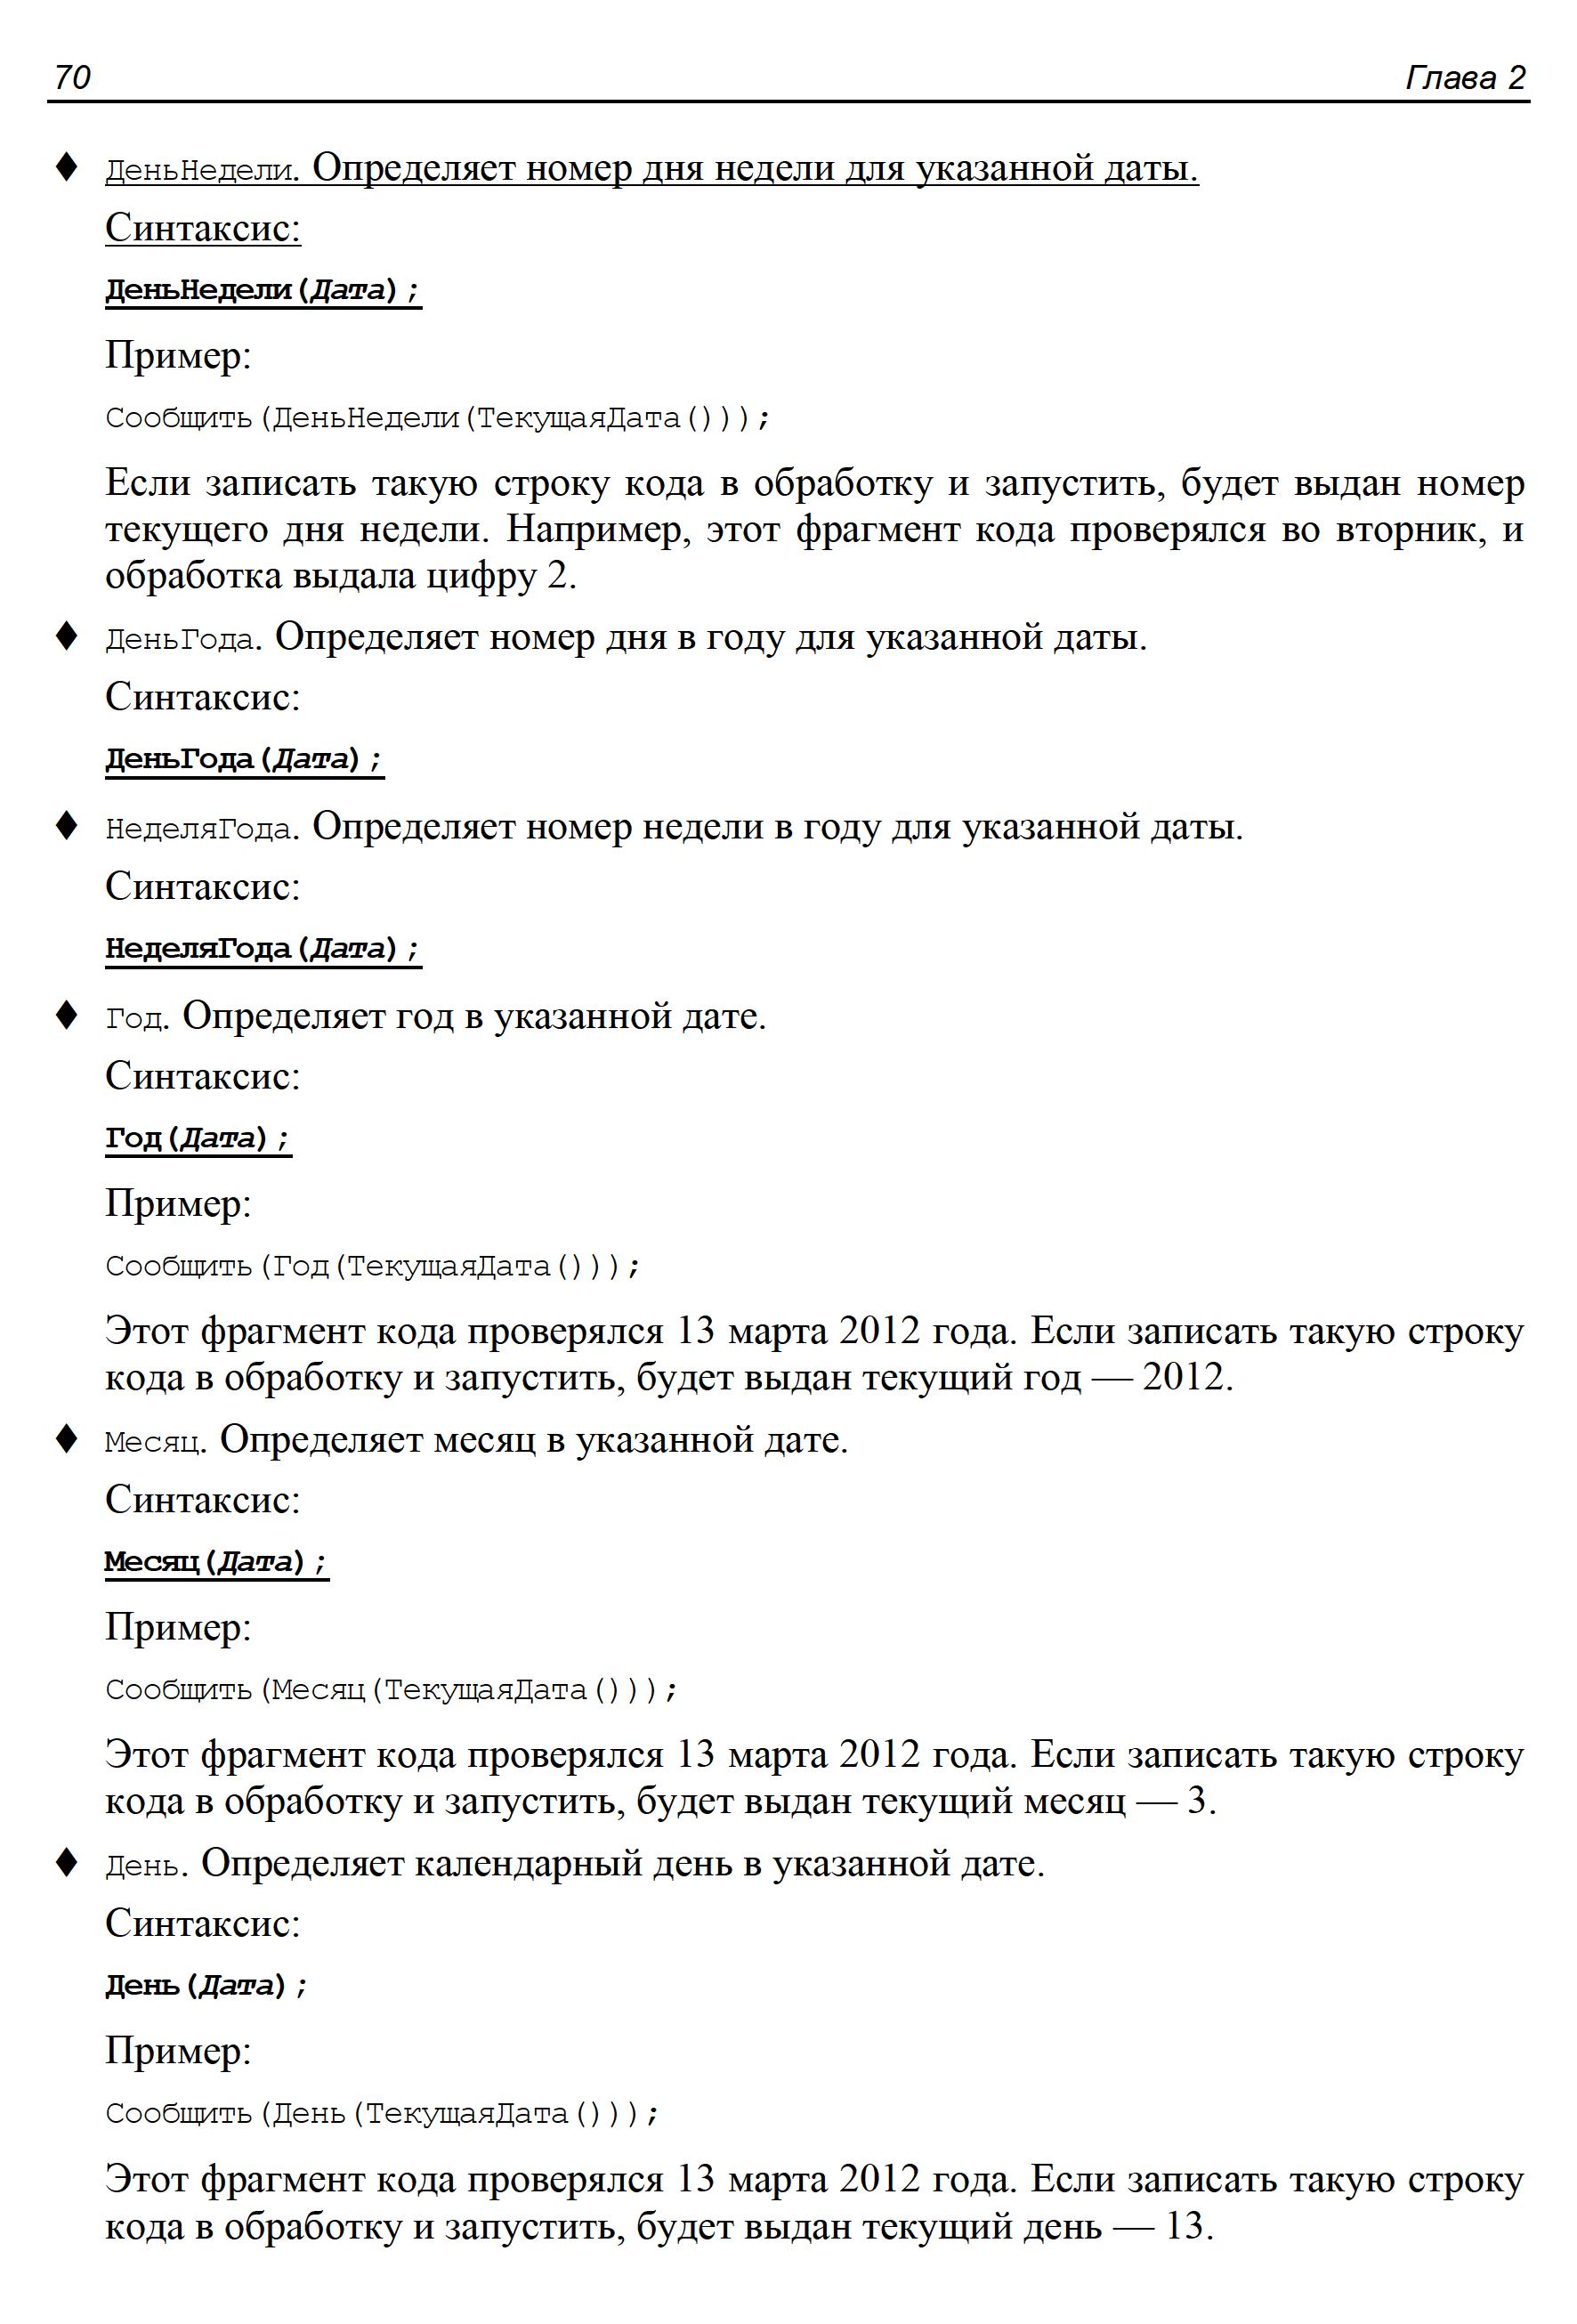 70 Глава 2
♦ ДеньНедели. Определяет номер дня недели для указанной даты.
Синтаксис:
ДеньНедели(Дата);
Пример:
Сообщить(ДеньНедели(ТекущаяДата()));
Если записать такую строку кода в обработку и запустить, будет выдан номер
текущего дня недели. Например, этот фрагмент кода проверялся во вторник, и
обработка выдала цифру 2.
♦ ДеньГода. Определяет номер дня в году для указанной даты.
Синтаксис:
ДеньГода(Дата);
♦ НеделяГода. Определяет номер недели в году для указанной даты.
Синтаксис:
НеделяГода(Дата);
♦ Год. Определяет год в указанной дате.
Синтаксис:
Год(Дата);
Пример:
Сообщить(Год(ТекущаяДата()));
Этот фрагмент кода проверялся 13 марта 2012 года. Если записать такую строку
кода в обработку и запустить, будет выдан текущий год — 2012.
♦ Месяц. Определяет месяц в указанной дате.
Синтаксис:
Месяц(Дата);
Пример:
Сообщить(Месяц(ТекущаяДата()));
Этот фрагмент кода проверялся 13 марта 2012 года. Если записать такую строку
кода в обработку и запустить, будет выдан текущий месяц — 3.
♦ День. Определяет календарный день в указанной дате.
Синтаксис:
День(Дата);
Пример:
Сообщить(День(ТекущаяДата()));
Этот фрагмент кода проверялся 13 марта 2012 года. Если записать такую строку
кода в обработку и запустить, будет выдан текущий день — 13.